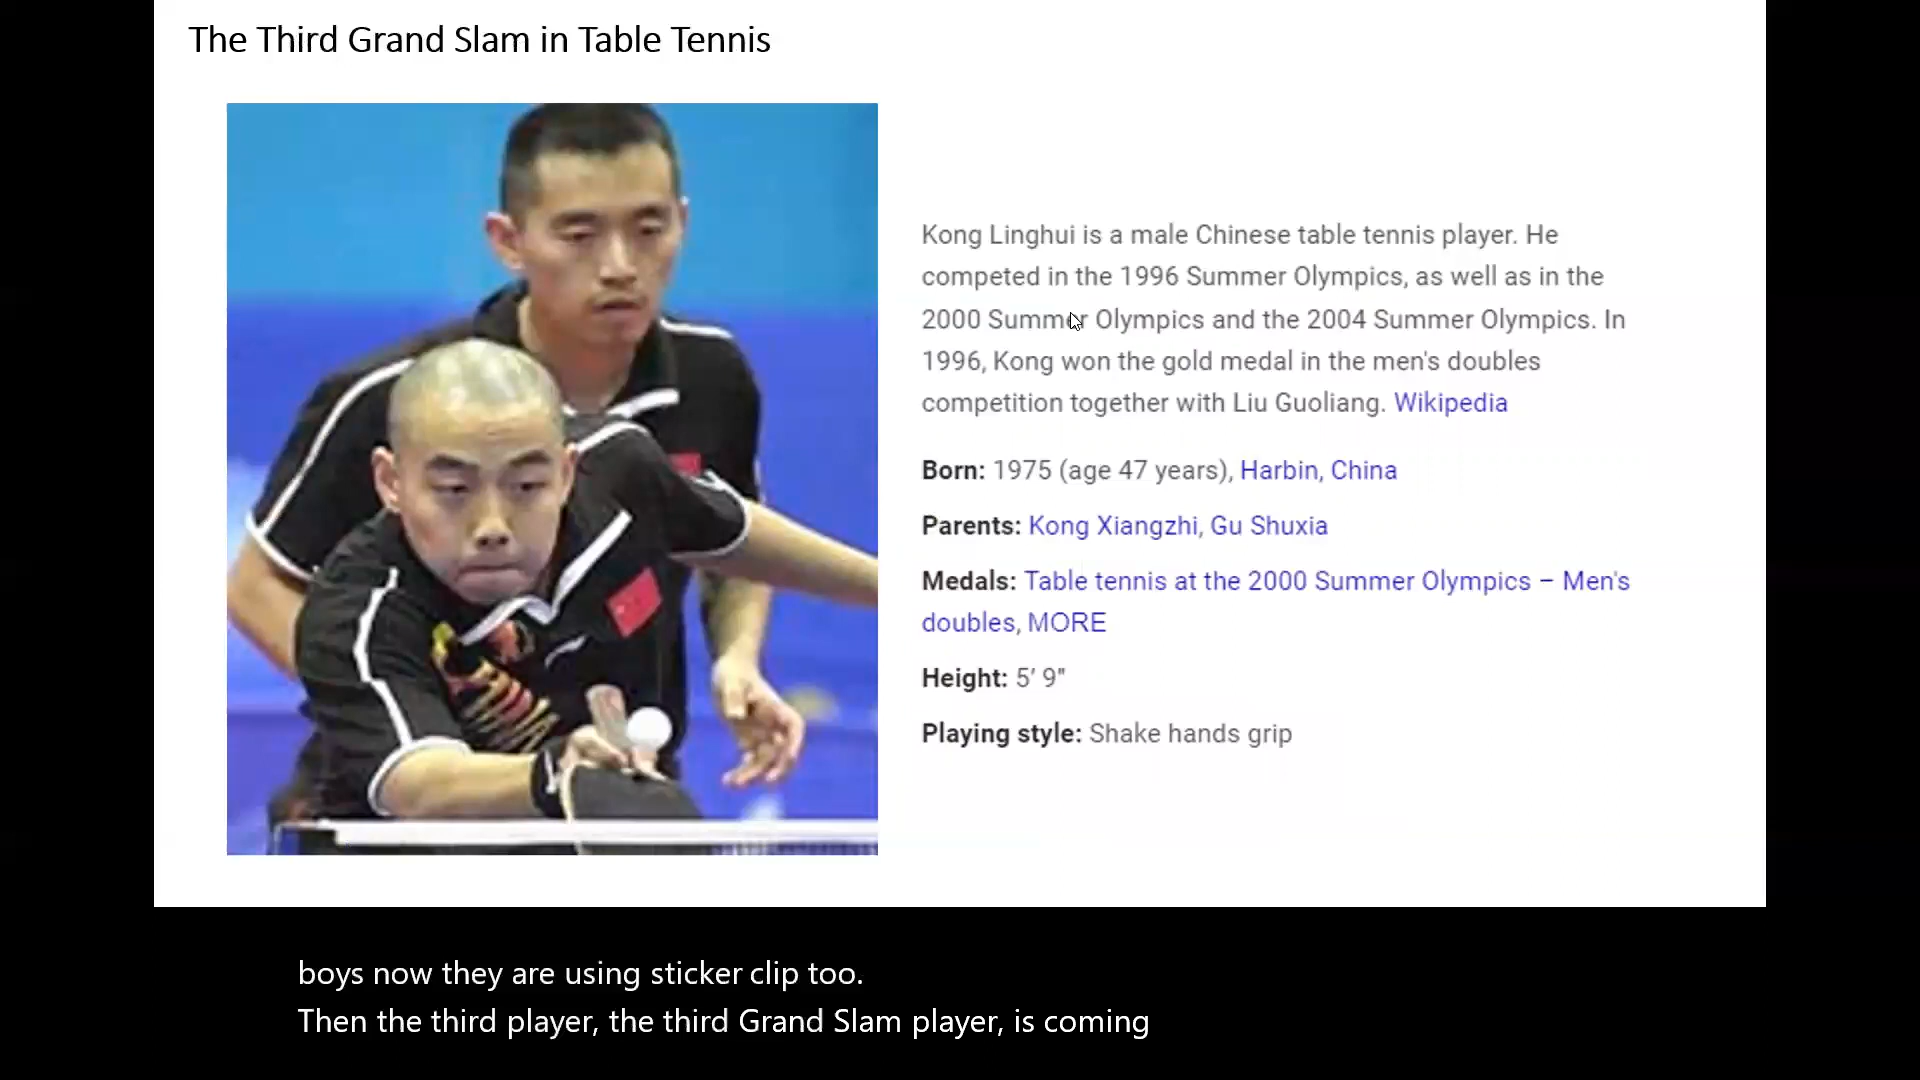 The Third Grand Slam in Table Tennis
Kong Linghui is a male Chinese table tennis player. He
competed in the 1996 Summer Olympics, as well as in the
2000 Summer Olympics and the 2004 Summer Olympics. In
1996, Kong won the gold medal in the men's doubles
competition together with Liu Guoliang. Wikipedia
Born: 1975 (age 47 years), Harbin, China
Parents: Kong Xiangzhi, Gu Shuxia
Medals: Table tennis at the 2000 Summer Olympics – Men's
doubles, MORE
Height: 5′ 9″
Playing style: Shake hands grip
boys now they are using sticker clip too.
Then the third player, the third Grand Slam player, is coming